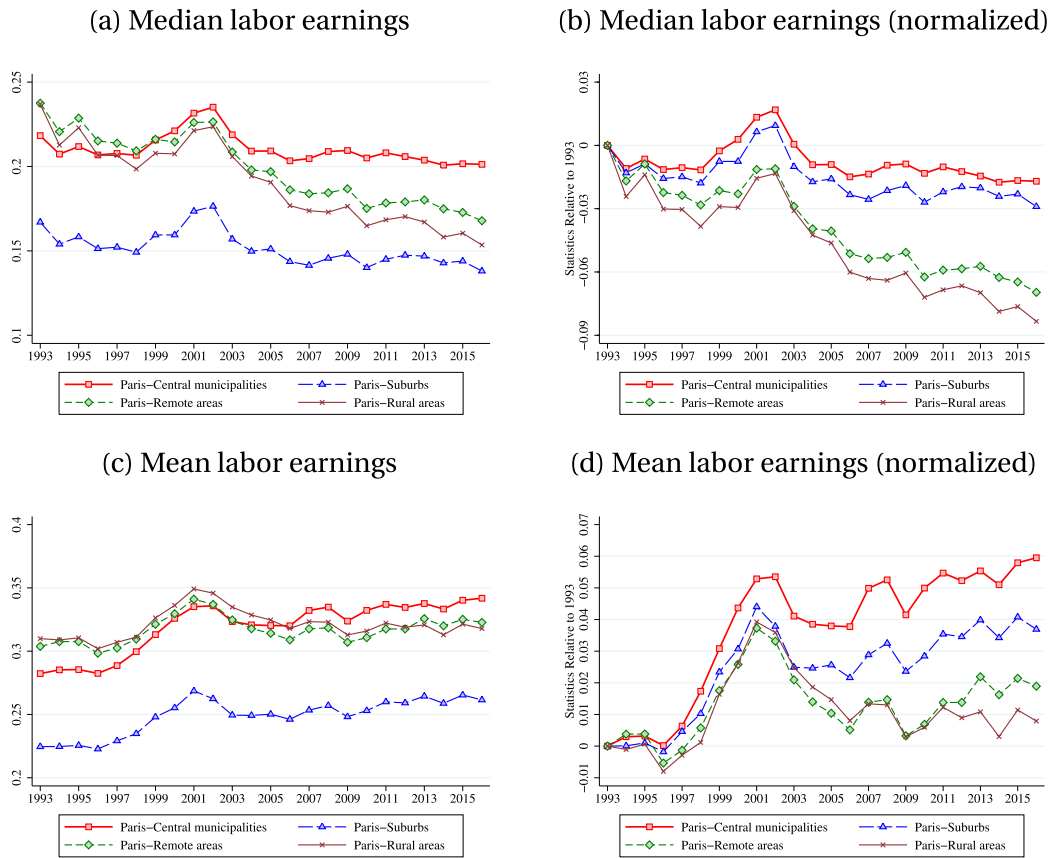 (a) Median labor earnings
0.25
0.2
0.15
0.1
1993 1995 1997 1999 2001 2003 2005 2007 2009 2011 2013 2015
Paris−Central municipalities Paris−Suburbs
Paris−Remote areas Paris−Rural areas
(b) Median labor earnings (normalized)
Statistics Relative to 1993
0.03
0
−0.03
−0.06
−0.09
1993 1995 1997 1999 2001 2003 2005 2007 2009 2011 2013 2015
Paris−Central municipalities Paris−Suburbs
Paris−Remote areas Paris−Rural areas
(c) Mean labor earnings
0.4
0.35
0.3
0.25
0.2
1993 1995 1997 1999 2001 2003 2005 2007 2009 2011 2013 2015
Paris−Central municipalities Paris−Suburbs
Paris−Remote areas Paris−Rural areas
(d) Mean labor earnings (normalized)
Statistics Relative to 1993
0.07
0.06
0.05
0.04
0.03
0.02
0.01
0
−0.01
1993 1995 1997 1999 2001 2003 2005 2007 2009 2011 2013 2015
Paris−Central municipalities Paris−Suburbs
Paris−Remote areas Paris−Rural areas